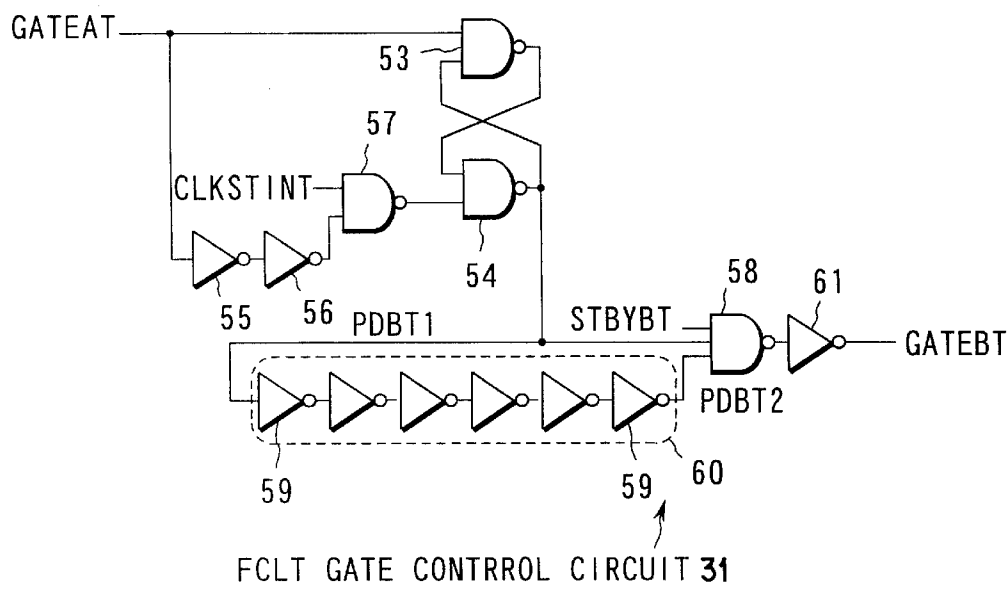 GATEAT
53
57
CLKSTINT
54
55
56
58
61
PDBT1
STBYBT
GATEBT
PDBT2
59
59
60
FCLT GATE CONTRROL CIRCUIT 31